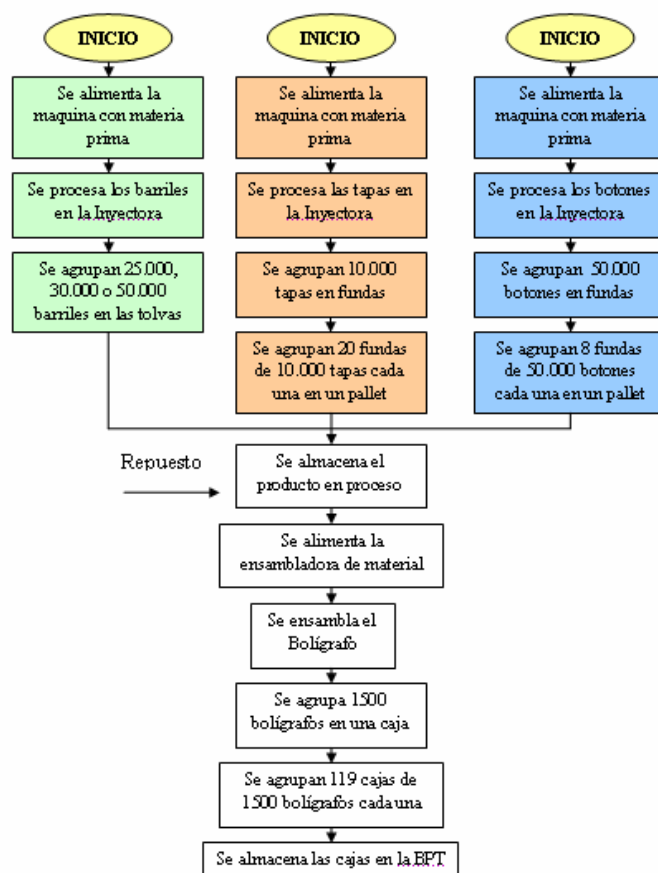 INICIO
Se alimenta la
maquina con materia
prima
Se procesa los barriles
en la Inyectora
Se agrupan 25.000,
30.000 o 50.000
barriles en las tolvas
INICIO
Se alimenta la
maquina con materia
prima
Se procesa las tapas en
la Inyectora
Se agrupan 10.000
tapas en fundas
Se agrupan 20 fundas
de 10.000 tapas cada
una en un pallet
INICIO
Se alimenta la
maquina con materia
prima
Se procesa los botones
en la Inyectora
Se agrupan 50.000
botones en fundas
Se agrupan 8 fundas
de 50.000 botones
cada una en un pallet
Repuesto
Se almacena el
producto en proceso
Se alimenta la
ensambladora de material
Se ensambla el
Bolígrafo
Se agrupa 1500
bolígrafos en una caja
Se agrupan 119 cajas de
1500 bolígrafos cada una
Se almacena las cajas en la BPT